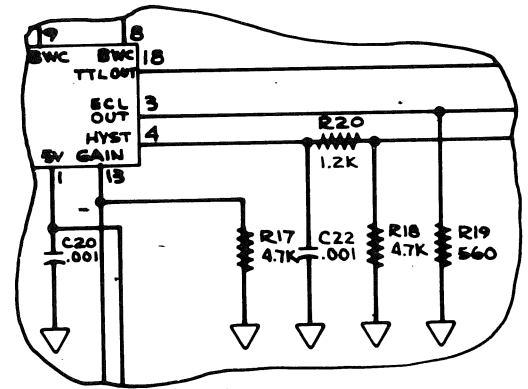 9 8
BWC BWC 18
TTL OUT
ECL 3
OUT
HYST 4
5V GAIN
1 13
R20
1.2K
C20
.001
R17
4.7K
C22
.001
R18
4.7K
R19
560